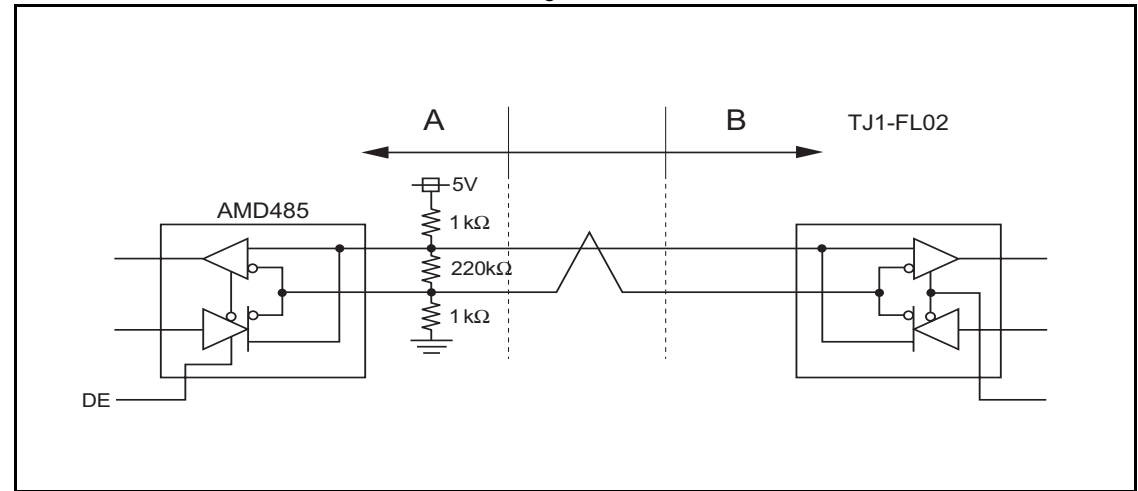 A
B
TJ1-FL02
5V
AMD485
1 kΩ
220kΩ
1 kΩ
DE